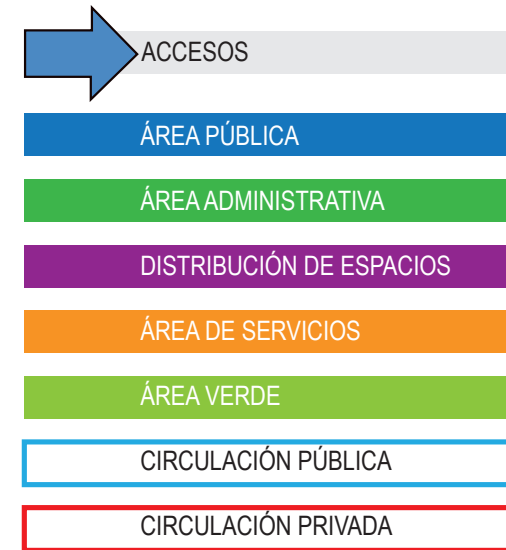 ACCESOS
ÁREA PÚBLICA
ÁREA ADMINISTRATIVA
DISTRIBUCIÓN DE ESPACIOS
ÁREA DE SERVICIOS
ÁREA VERDE
CIRCULACIÓN PÚBLICA
CIRCULACIÓN PRIVADA